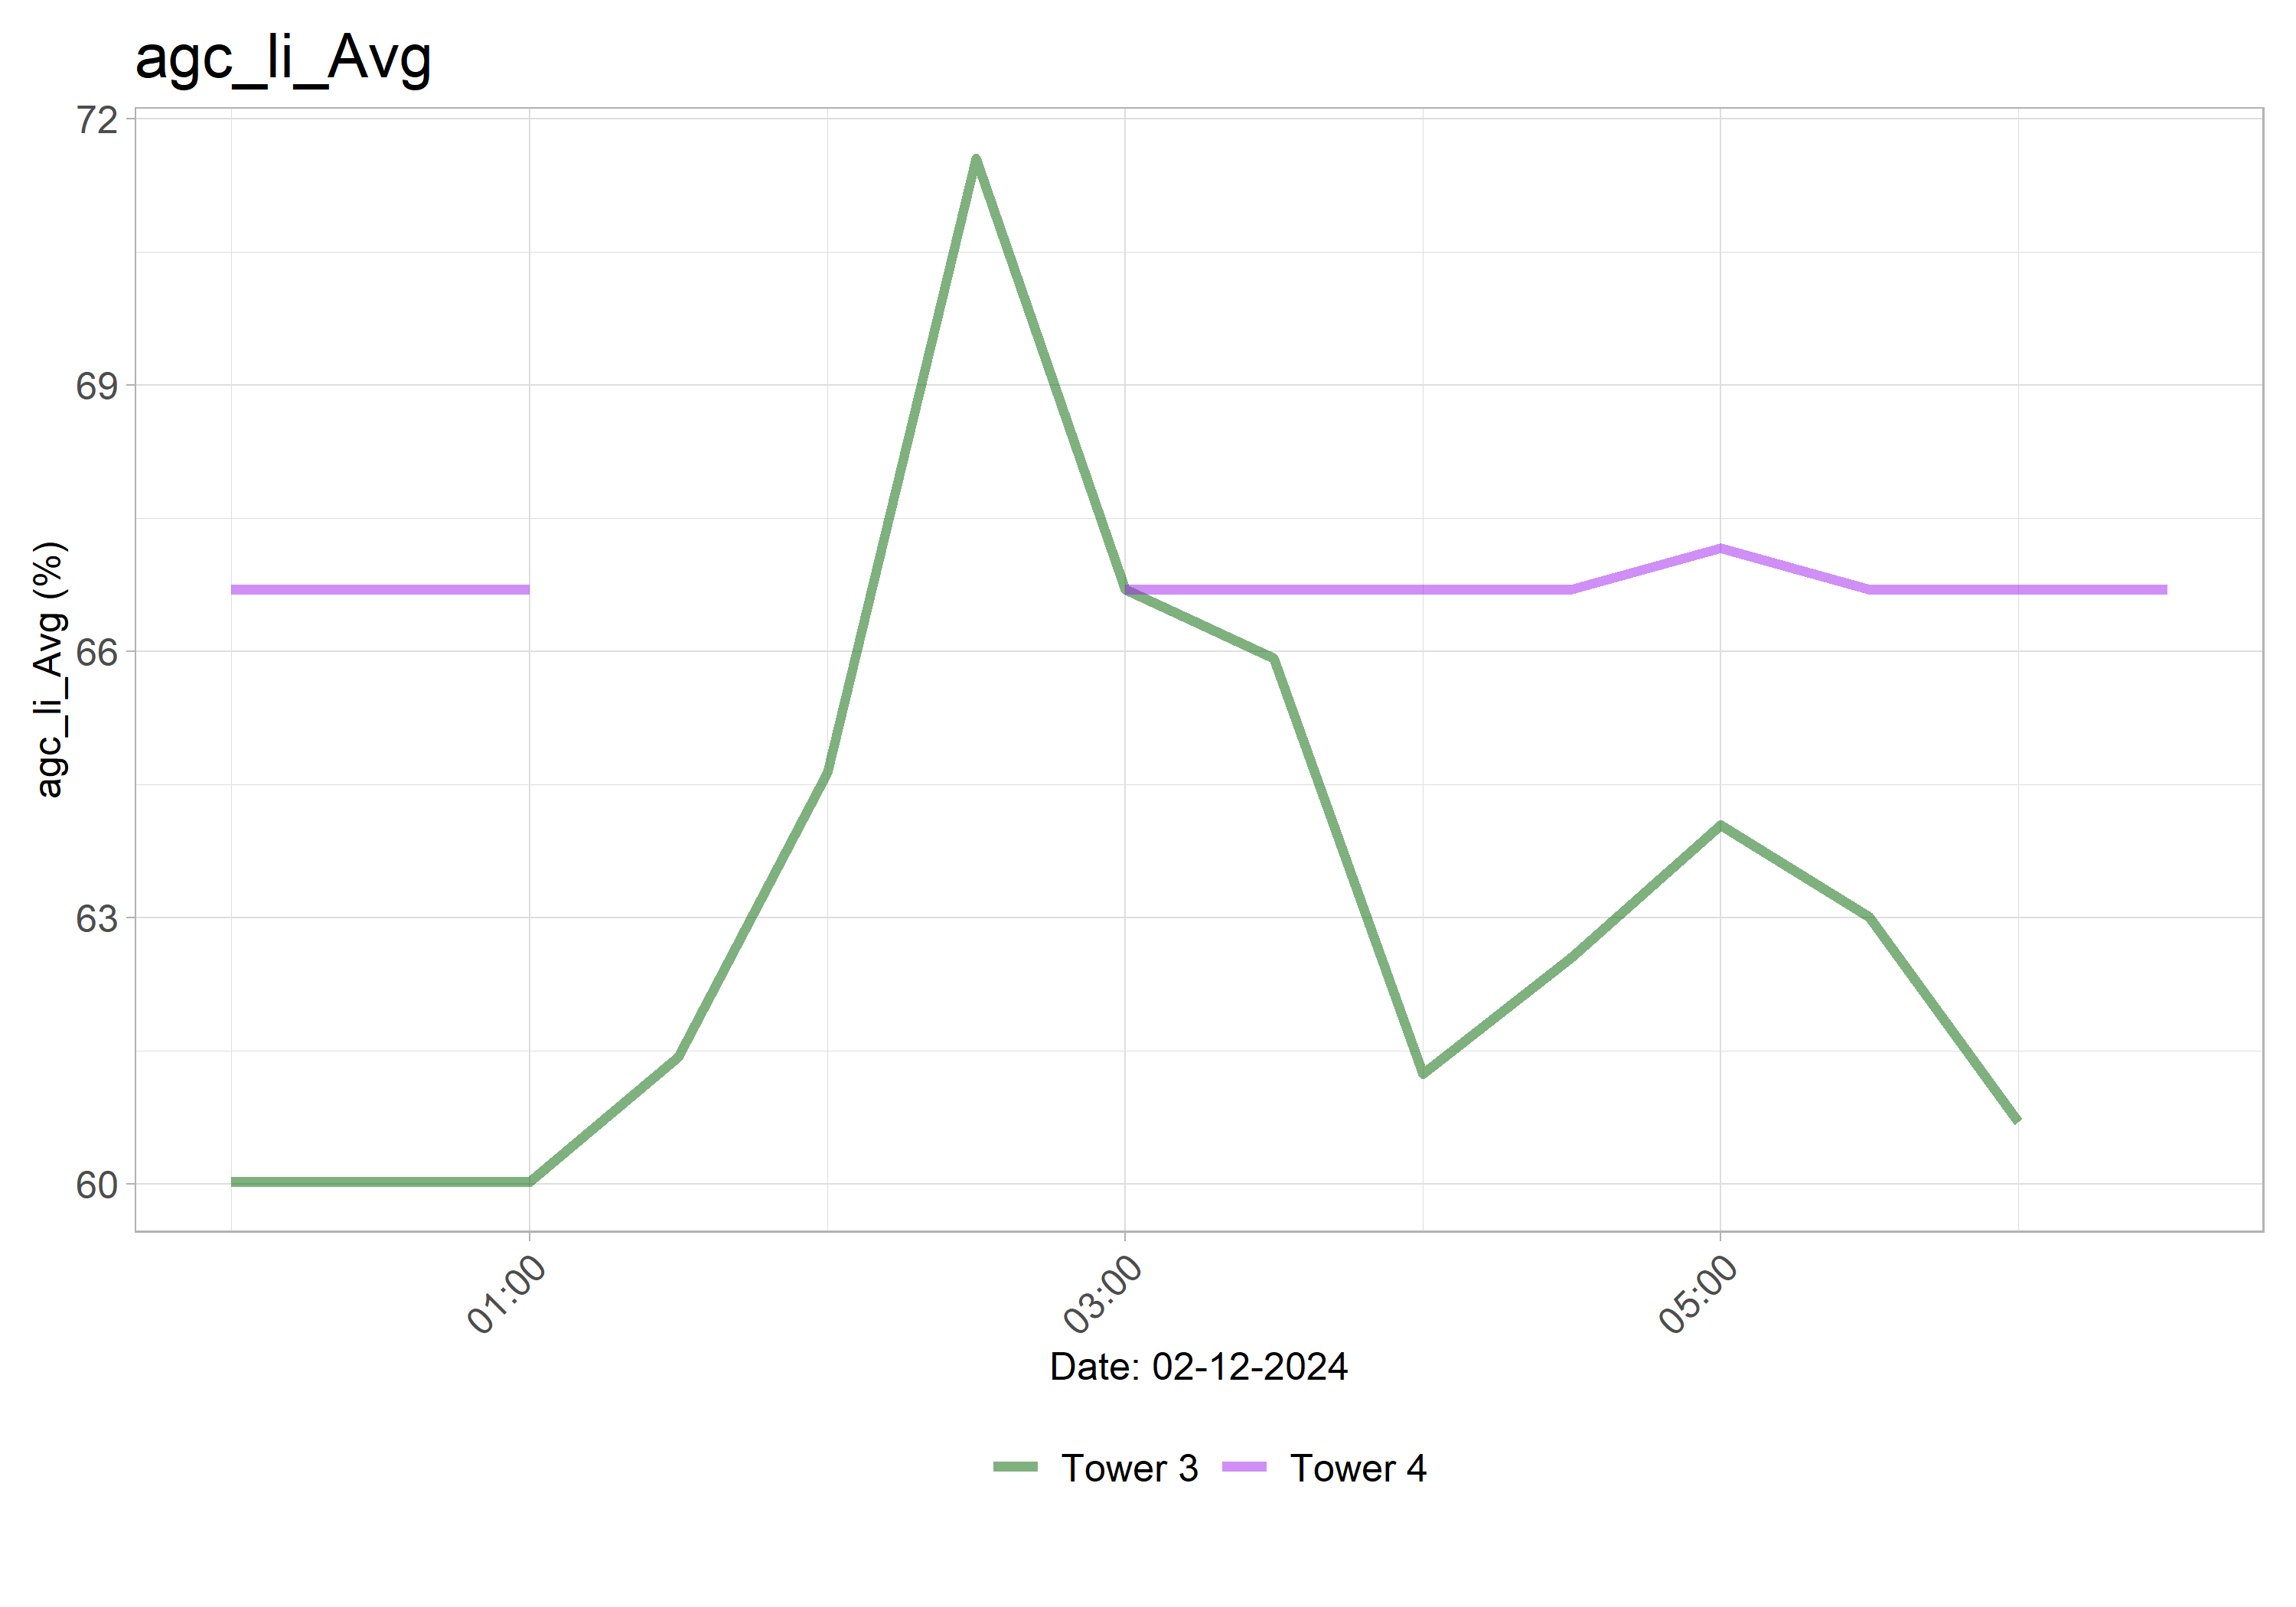 agc_li_Avg
72
69
66
63
60
agc_li_Avg (%)
01:00
03:00
05:00
Date: 02-12-2024
Tower 3
Tower 4